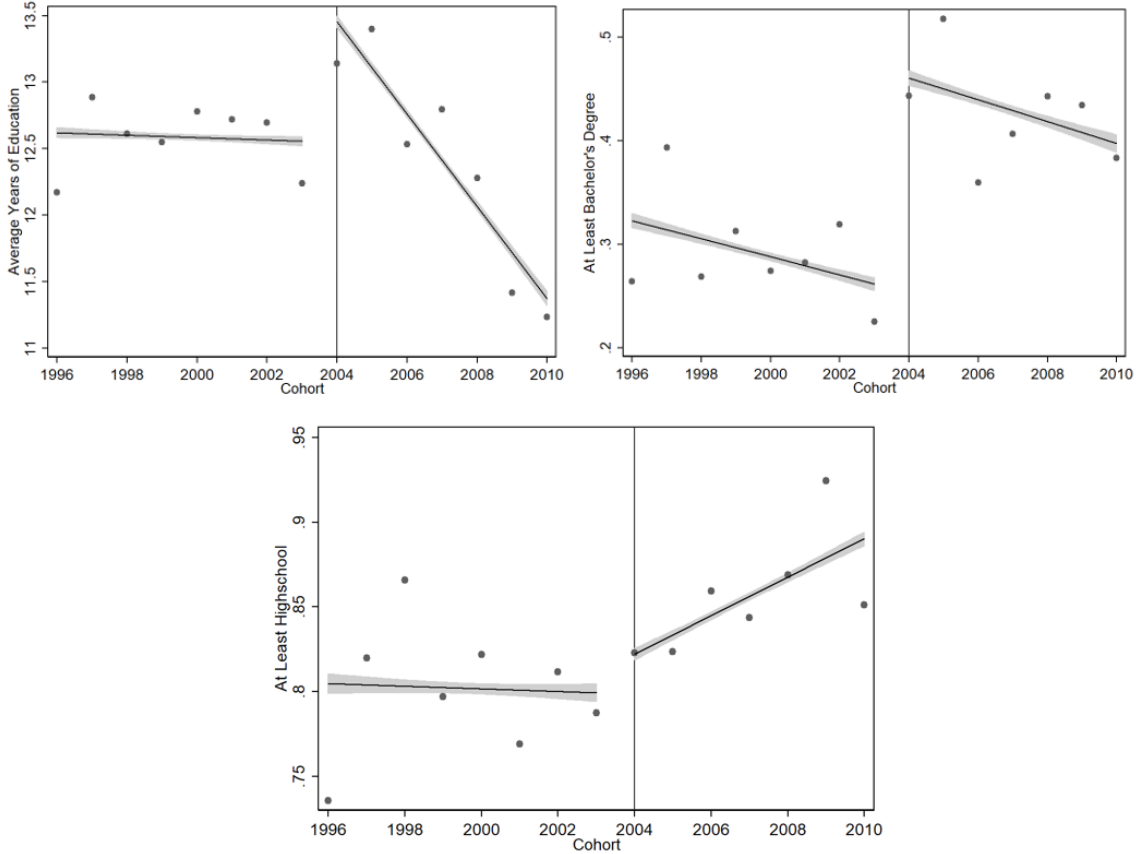 Average Years of Education
13.5
13
12.5
12
11.5
11
1996 1998 2000 2002 2004 2006 2008 2010
Cohort
At Least Bachelor's Degree
.5
.4
.3
.2
1996 1998 2000 2002 2004 2006 2008 2010
Cohort
At Least Highschool
.95
.9
.85
.8
.75
1996 1998 2000 2002 2004 2006 2008 2010
Cohort